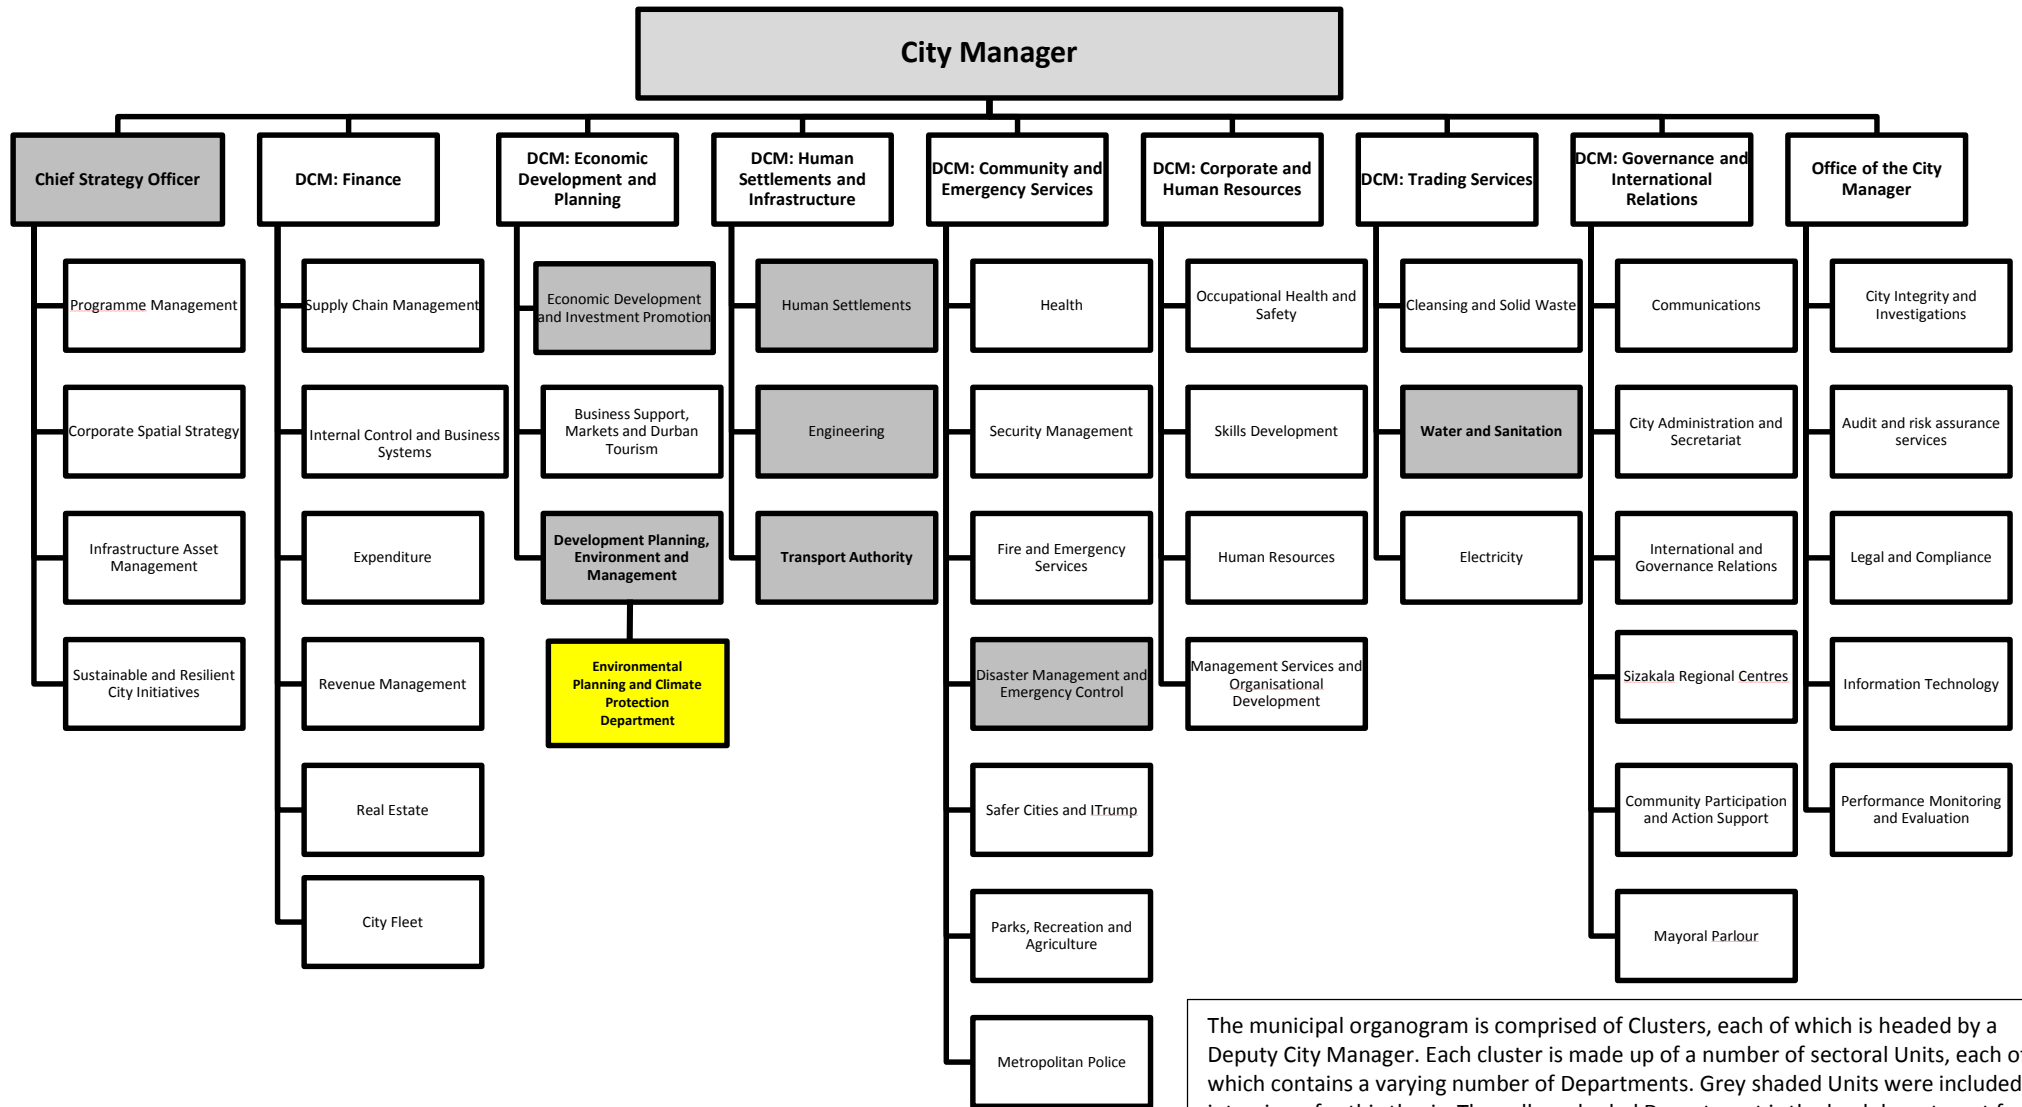 City Manager
Chief Strategy Officer
DCM: Finance
DCM: Economic
Development and
Planning
DCM: Human
Settlements and
Infrastructure
DCM: Community and
Emergency Services
DCM: Corporate and
Human Resources
DCM: Trading Services
DCM: Governance and
International
Relations
Office of the City
Manager
Programme Management
Corporate Spatial Strategy
Infrastructure Asset
Management
Sustainable and Resilient
City Initiatives
Supply Chain Management
Internal Control and Business
Systems
Expenditure
Revenue Management
Real Estate
City Fleet
Economic Development
and Investment Promotion
Business Support,
Markets and Durban
Tourism
Development Planning,
Environment and
Management
Environmental
Planning and Climate
Protection
Department
Human Settlements
Engineering
Transport Authority
Health
Security Management
Fire and Emergency
Services
Disaster Management and
Emergency Control
Safer Cities and ITrump
Parks, Recreation and
Agriculture
Metropolitan Police
Occupational Health and
Safety
Skills Development
Human Resources
Management Services and
Organisational
Development
Cleansing and Solid Waste
Water and Sanitation
Electricity
Communications
City Administration and
Secretariat
International and
Governance Relations
Sizakala Regional Centres
Community Participation
and Action Support
Mayoral Parlour
City Integrity and
Investigations
Audit and risk assurance
services
Legal and Compliance
Information Technology
Performance Monitoring
and Evaluation
The municipal organogram is comprised of Clusters, each of which is headed by a
Deputy City Manager. Each cluster is made up of a number of sectoral Units, each of
which contains a varying number of Departments. Grey shaded Units were included